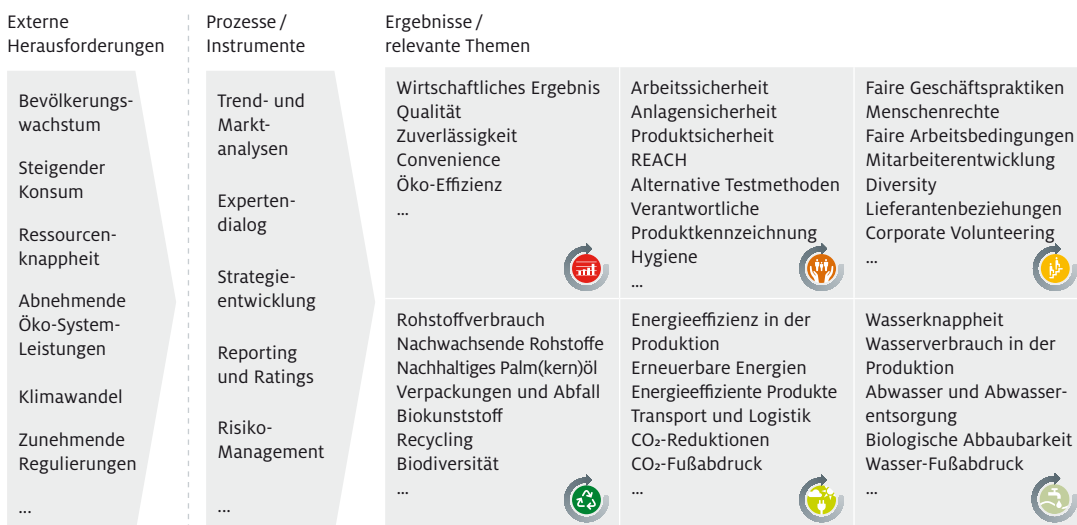 Externe
Herausforderungen
Bevölkerungs-
wachstum
Steigender
Konsum
Ressourcen-
knappheit
Abnehmende
Öko-System-
Leistungen
Klimawandel
Zunehmende
Regulierungen
...
Prozesse /
Instrumente
Trend- und
Markt-
analysen
Experten-
dialog
Strategie-
entwicklung
Reporting
und Ratings
Risiko-
Management
...
Ergebnisse /
relevante Themen
Wirtschaftliches Ergebnis
Qualität
Zuverlässigkeit
Convenience
Öko-Effizienz
...
Arbeitssicherheit
Anlagensicherheit
Produktsicherheit
REACH
Alternative Testmethoden
Verantwortliche
Produktkennzeichnung
Hygiene
...
Faire Geschäftspraktiken
Menschenrechte
Faire Arbeitsbedingungen
Mitarbeiterentwicklung
Diversity
Lieferantenbeziehungen
Corporate Volunteering
...
Rohstoffverbrauch
Nachwachsende Rohstoffe
Nachhaltiges Palm(kern)öl
Verpackungen und Abfall
Biokunststoff
Recycling
Biodiversität
...
Energieeffizienz in der
Produktion
Erneuerbare Energien
Energieeffiziente Produkte
Transport und Logistik
CO₂-Reduktionen
CO₂-Fußabdruck
...
Wasserknappheit
Wasserverbrauch in der
Produktion
Abwasser und Abwasser-
entsorgung
Biologische Abbaubarkeit
Wasser-Fußabdruck
...